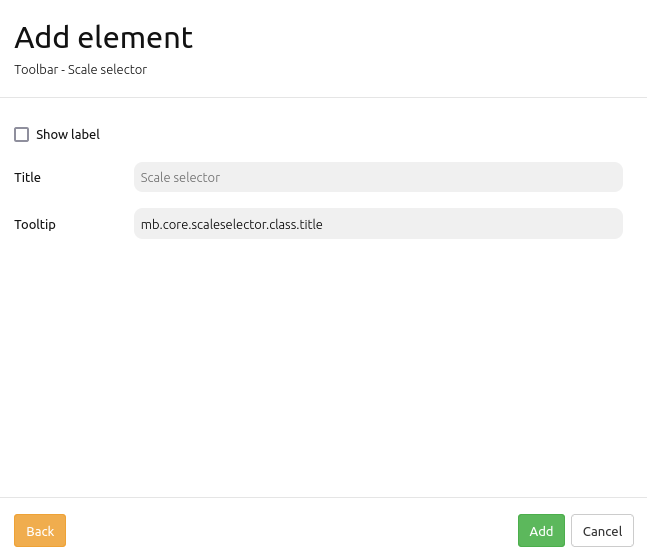 Add element
Toolbar - Scale selector
Show label
Title
Scale selector
Tooltip
mb.core.scaleselector.class.title
Back
Add
Cancel